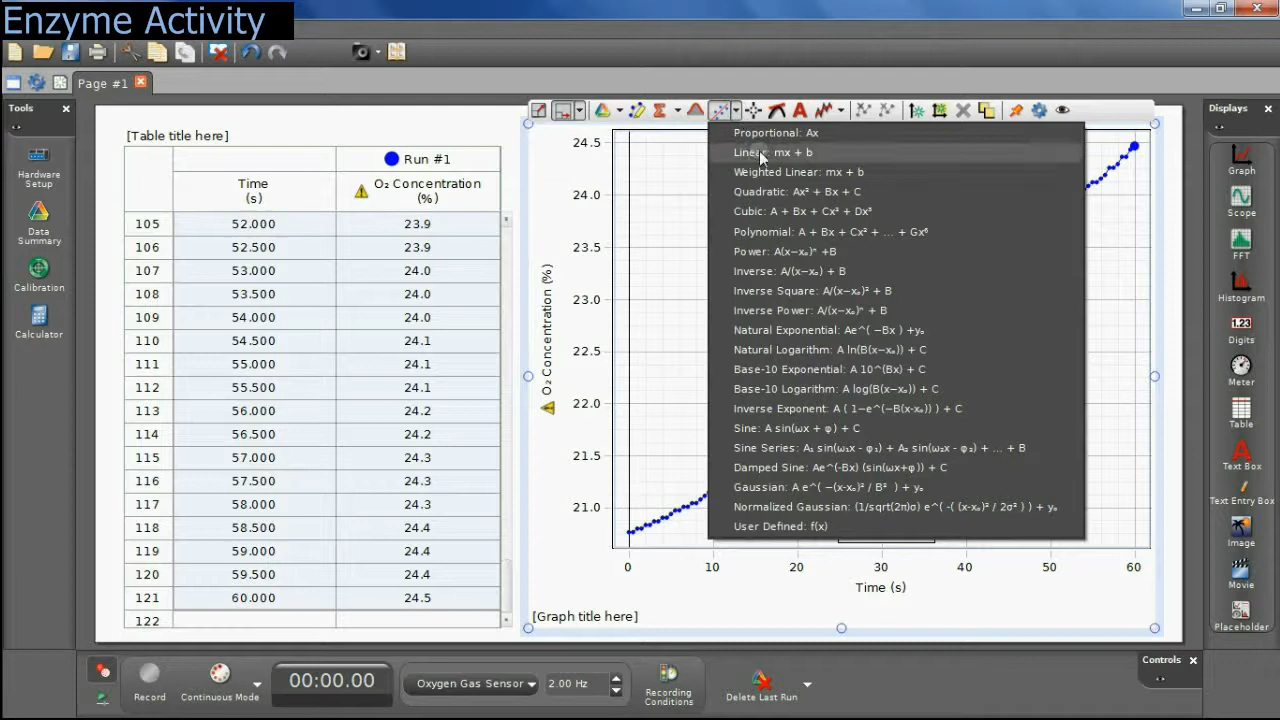 Enzyme Activity
Page #1
Tools
Hardware
Setup
Data
Summary
Calibration
Calculator
[Table title here]
Run #1
Time
(s)
O₂ Concentration
(%)
105 52.000 23.9
106 52.500 23.9
107 53.000 24.0
108 53.500 24.0
109 54.000 24.0
110 54.500 24.1
111 55.000 24.1
112 55.500 24.1
113 56.000 24.2
114 56.500 24.2
115 57.000 24.3
116 57.500 24.3
117 58.000 24.3
118 58.500 24.4
119 59.000 24.4
120 59.500 24.4
121 60.000 24.5
122
O₂ Concentration (%)
24.5
24.0
23.5
23.0
22.5
22.0
21.5
21.0
Proportional: Ax
Linear: mx + b
Weighted Linear: mx + b
Quadratic: Ax² + Bx + C
Cubic: A + Bx + Cx² + Dx³
Polynomial: A + Bx + Cx² + ... + Gx⁶
Power: A(x−xₒ)ⁿ +B
Inverse: A/(x−xₒ) + B
Inverse Square: A/(x−xₒ)² + B
Inverse Power: A/(x−xₒ)ⁿ + B
Natural Exponential: Ae^( −Bx ) +yₒ
Natural Logarithm: A ln(B(x−xₒ)) + C
Base-10 Exponential: A 10^(Bx) + C
Base-10 Logarithm: A log(B(x−xₒ)) + C
Inverse Exponent: A ( 1−e^(−B(x-xₒ)) ) + C
Sine: A sin(ωx + φ) + C
Sine Series: A₁ sin(ω₁x - φ₁) + A₂ sin(ω₂x - φ₂) + ... + B
Damped Sine: Ae^(-Bx) (sin(ωx+φ)) + C
Gaussian: A e^( −(x-xₒ)² / B² ) + yₒ
Normalized Gaussian: (1/sqrt(2π)σ) e^( -( (x-xₒ)² / 2σ² ) ) + yₒ
User Defined: f(x)
0 10 20 30 40 50 60
Time (s)
[Graph title here]
Displays
Graph
Scope
FFT
Histogram
1.23
Digits
Meter
Table
Text Box
Text Entry Box
Image
Movie
Placeholder
Record
Continuous Mode
00:00.00
Oxygen Gas Sensor
2.00 Hz
Recording
Conditions
Delete Last Run
Controls